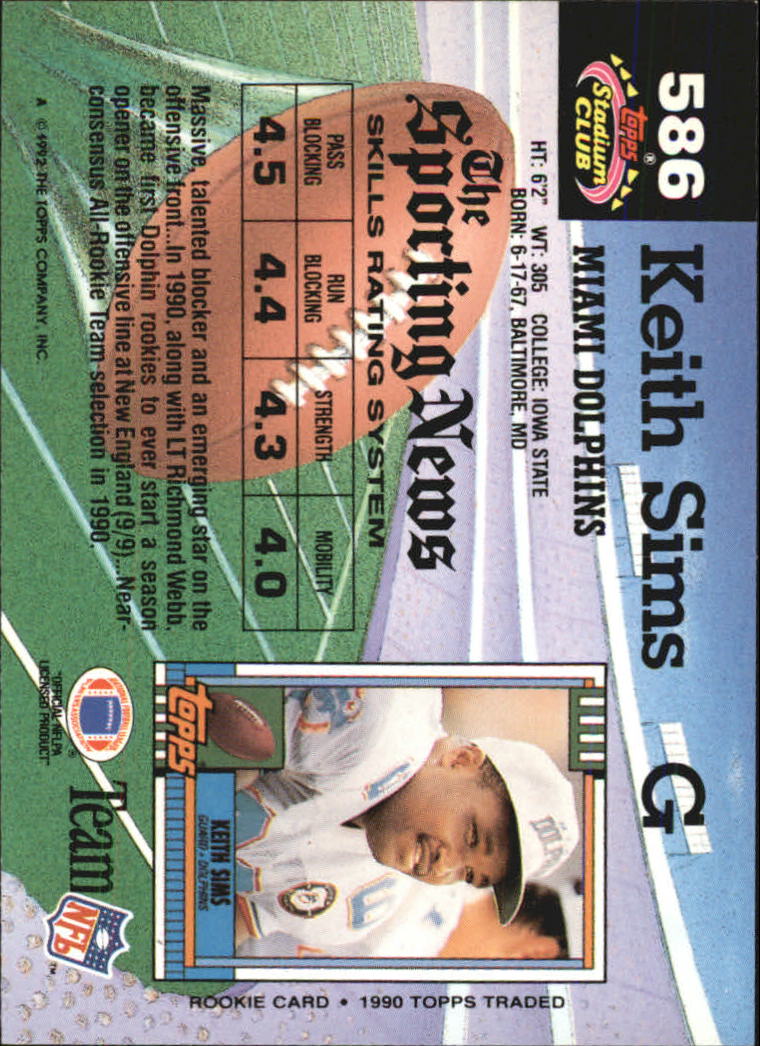 586
Keith Sims G
MIAMI DOLPHINS
Topps®
Stadium
CLUB
HT: 6'2" WT: 305 COLLEGE: IOWA STATE
BORN: 6-17-67, BALTIMORE, MD
The
Sporting News
SKILLS RATING SYSTEM
PASS BLOCKING RUN BLOCKING STRENGTH MOBILITY
4.5 4.4 4.3 4.0
Massive, talented blocker and an emerging star on the
offensive front...In 1990, along with LT Richmond Webb,
became first Dolphin rookies to ever start a season
opener on the offensive line at New England (9/9)...Near-
consensus All-Rookie Team selection in 1990.
A © 1992 THE TOPPS COMPANY, INC.
topps
KEITH SIMS
GUARD • DOLPHINS
ROOKIE CARD • 1990 TOPPS TRADED
"OFFICIAL NFLPA
LICENSED PRODUCT"
®
Team
NFL
™